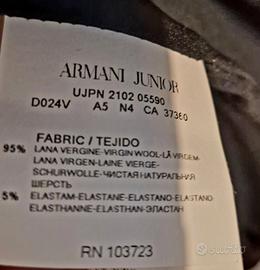 ARMANI JUNIOR
UJPN 2102 05590
D024V A5 N4 CA 37360
FABRIC / TEJIDO
95% LANA VERGINE-VIRGIN WOOL-LÃ VIRGEM-
LANA VIRGEN-LAINE VIERGE-
SCHURWOLLE-ЧИСТАЯ НАТУРАЛЬНАЯ
ШЕРСТЬ
5% ELASTAM-ELASTANE-ELASTANO-ELASTANO
ELASTHANNE-ELASTHAN-ЭЛАСТАН
RN 103723
subito